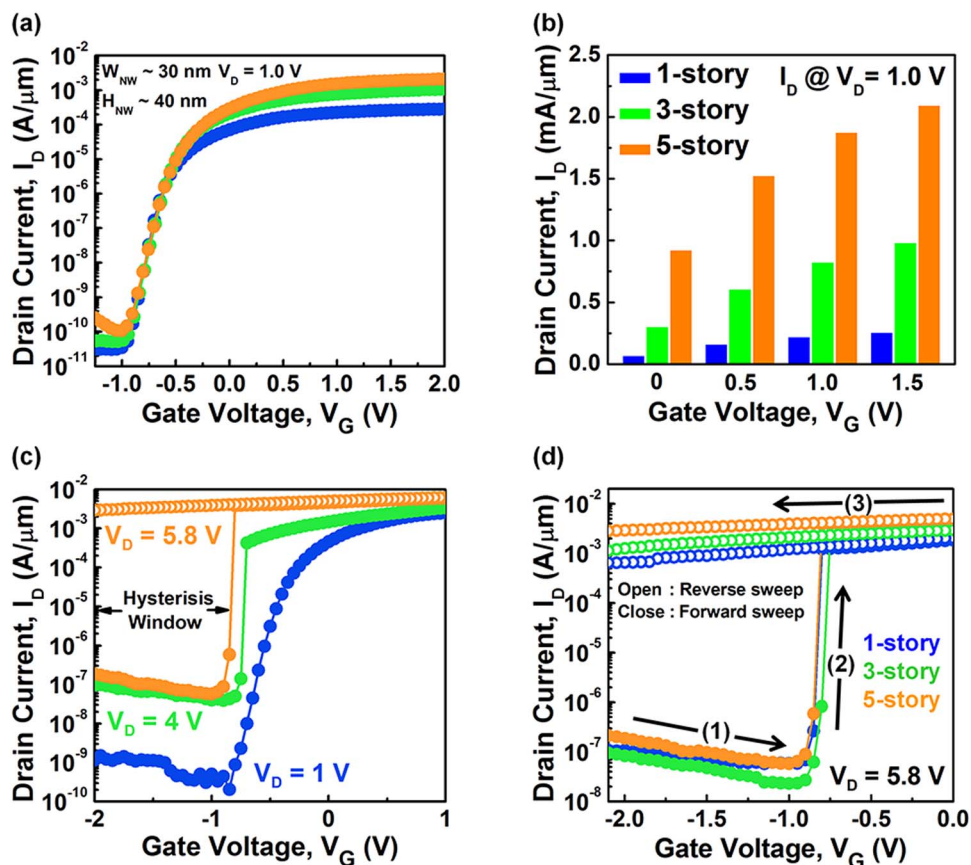 (a)
10⁻²
10⁻³
10⁻⁴
10⁻⁵
10⁻⁶
10⁻⁷
10⁻⁸
10⁻⁹
10⁻¹⁰
10⁻¹¹
Drain Current, I_D (A/μm)
W_NW ~ 30 nm V_D = 1.0 V
H_NW ~ 40 nm
-1.0 -0.5 0.0 0.5 1.0 1.5 2.0
Gate Voltage, V_G (V)
(b)
2.5
2.0
1.5
1.0
0.5
0.0
Drain Current, I_D (mA/μm)
1-story
3-story
5-story
I_D @ V_D = 1.0 V
0 0.5 1.0 1.5
Gate Voltage, V_G (V)
(c)
10⁻²
10⁻³
10⁻⁴
10⁻⁵
10⁻⁶
10⁻⁷
10⁻⁸
10⁻⁹
10⁻¹⁰
Drain Current, I_D (A/μm)
V_D = 5.8 V
Hysterisis
Window
V_D = 4 V
V_D = 1 V
-2 -1 0 1
Gate Voltage, V_G (V)
(d)
10⁻²
10⁻³
10⁻⁴
10⁻⁵
10⁻⁶
10⁻⁷
10⁻⁸
Drain Current, I_D (A/μm)
(3)
Open : Reverse sweep
Close : Forward sweep
(2)
1-story
3-story
5-story
(1)
V_D = 5.8 V
-2.0 -1.5 -1.0 -0.5 0.0
Gate Voltage, V_G (V)